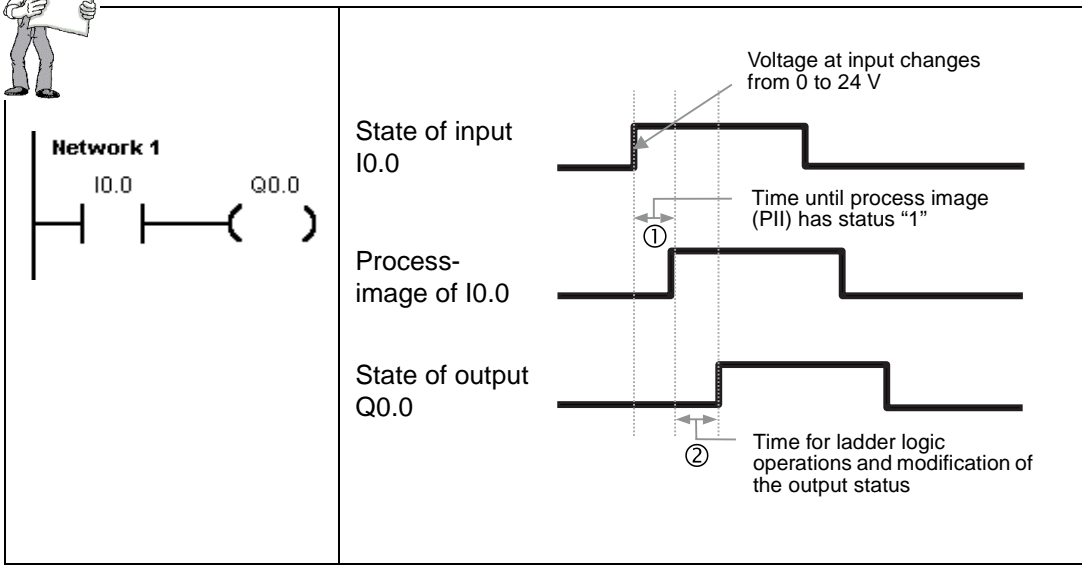 Network 1
I0.0
Q0.0
Voltage at input changes
from 0 to 24 V
State of input
I0.0
Time until process image
(PII) has status “1”
①
Process-
image of I0.0
State of output
Q0.0
②
Time for ladder logic
operations and modification of
the output status